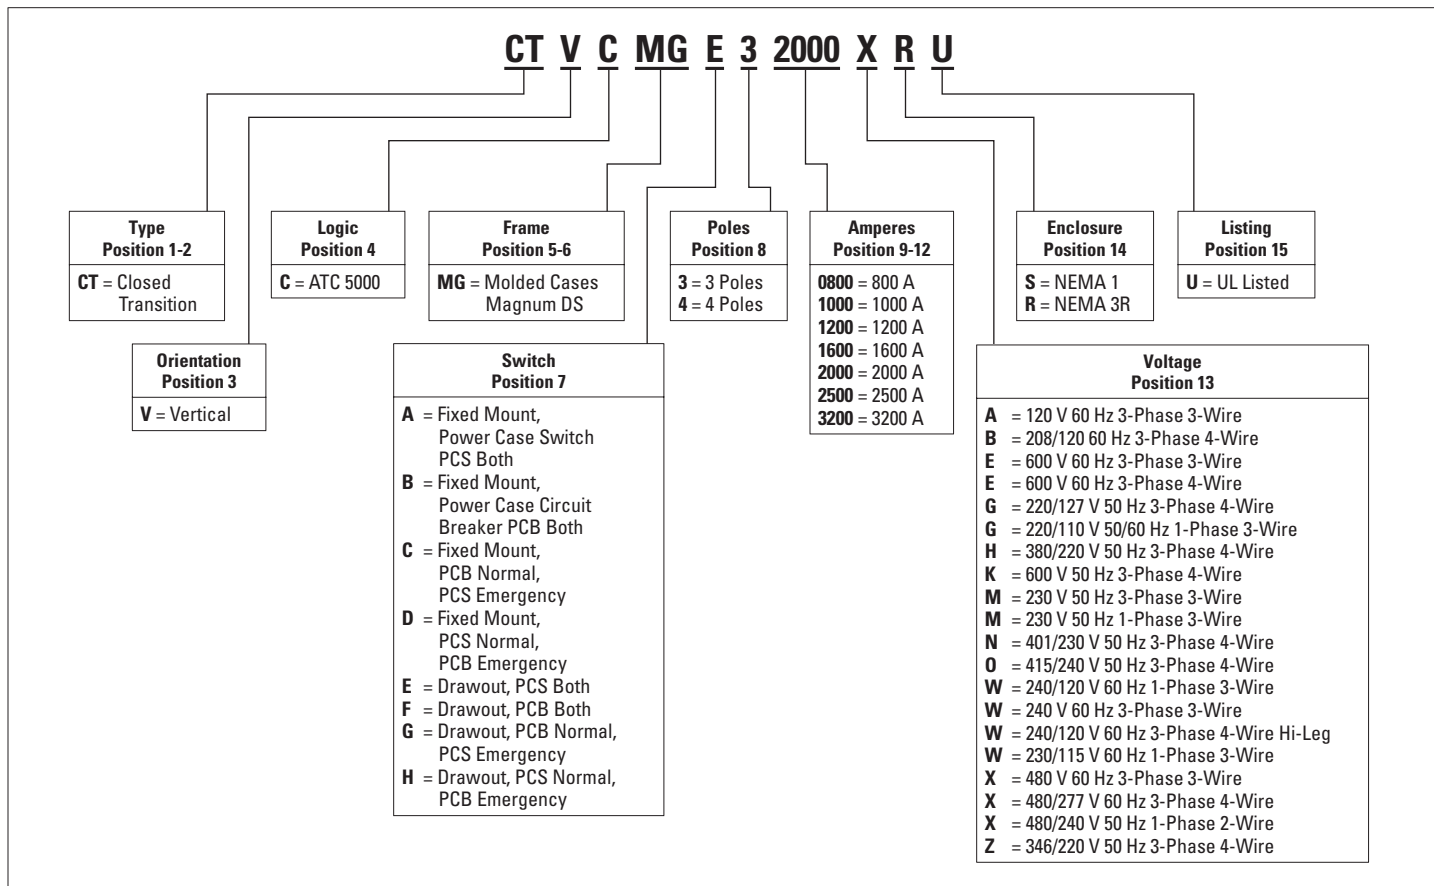 CT V C MG E 3 2000 X R U
Type
Position 1-2
CT = Closed
Transition
Logic
Position 4
C = ATC 5000
Frame
Position 5-6
MG = Molded Cases
Magnum DS
Poles
Position 8
3 = 3 Poles
4 = 4 Poles
Amperes
Position 9-12
0800 = 800 A
1000 = 1000 A
1200 = 1200 A
1600 = 1600 A
2000 = 2000 A
2500 = 2500 A
3200 = 3200 A
Enclosure
Position 14
S = NEMA 1
R = NEMA 3R
Listing
Position 15
U = UL Listed
Orientation
Position 3
V = Vertical
Switch
Position 7
A = Fixed Mount,
Power Case Switch
PCS Both
B = Fixed Mount,
Power Case Circuit
Breaker PCB Both
C = Fixed Mount,
PCB Normal,
PCS Emergency
D = Fixed Mount,
PCS Normal,
PCB Emergency
E = Drawout, PCS Both
F = Drawout, PCB Both
G = Drawout, PCB Normal,
PCS Emergency
H = Drawout, PCS Normal,
PCB Emergency
Voltage
Position 13
A = 120 V 60 Hz 3-Phase 3-Wire
B = 208/120 60 Hz 3-Phase 4-Wire
E = 600 V 60 Hz 3-Phase 3-Wire
E = 600 V 60 Hz 3-Phase 4-Wire
G = 220/127 V 50 Hz 3-Phase 4-Wire
G = 220/110 V 50/60 Hz 1-Phase 3-Wire
H = 380/220 V 50 Hz 3-Phase 4-Wire
K = 600 V 50 Hz 3-Phase 4-Wire
M = 230 V 50 Hz 3-Phase 3-Wire
M = 230 V 50 Hz 1-Phase 3-Wire
N = 401/230 V 50 Hz 3-Phase 4-Wire
O = 415/240 V 50 Hz 3-Phase 4-Wire
W = 240/120 V 60 Hz 1-Phase 3-Wire
W = 240 V 60 Hz 3-Phase 3-Wire
W = 240/120 V 60 Hz 3-Phase 4-Wire Hi-Leg
W = 230/115 V 60 Hz 1-Phase 3-Wire
X = 480 V 60 Hz 3-Phase 3-Wire
X = 480/277 V 60 Hz 3-Phase 4-Wire
X = 480/240 V 50 Hz 1-Phase 2-Wire
Z = 346/220 V 50 Hz 3-Phase 4-Wire